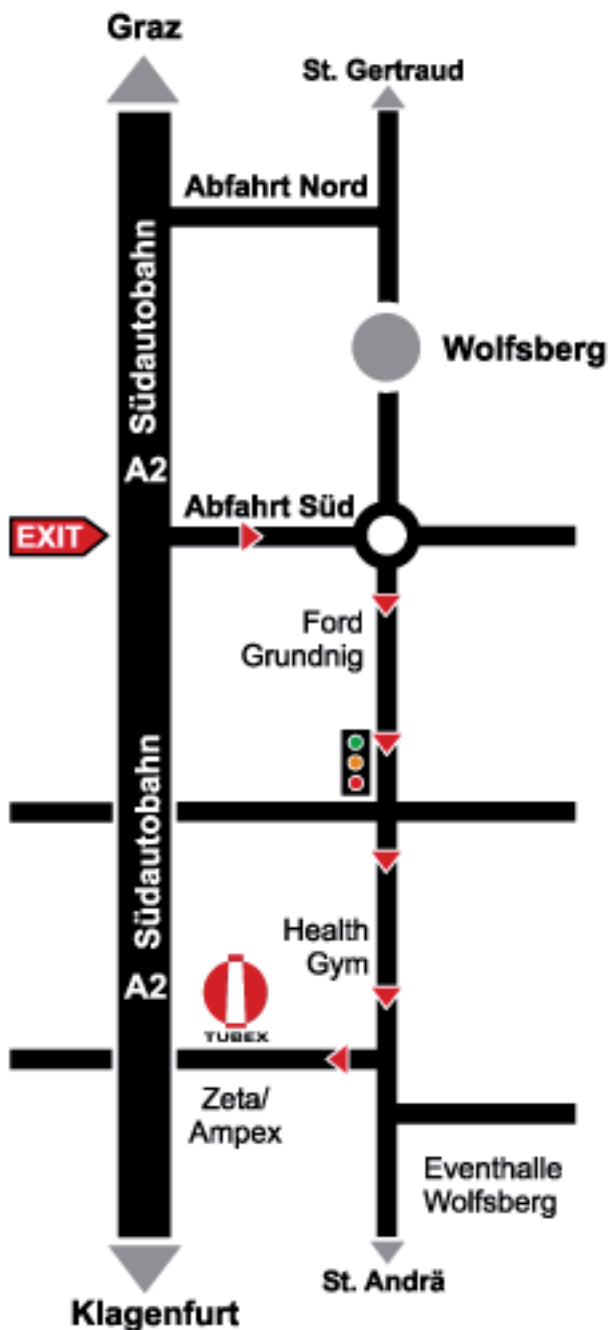 Graz
St. Gertraud
Abfahrt Nord
Südautobahn
A2
Wolfsberg
EXIT
Abfahrt Süd
Ford
Grundnig
Südautobahn
A2
Health
Gym
TUBEX
Zeta/
Ampex
Eventhalle
Wolfsberg
St. Andrä
Klagenfurt